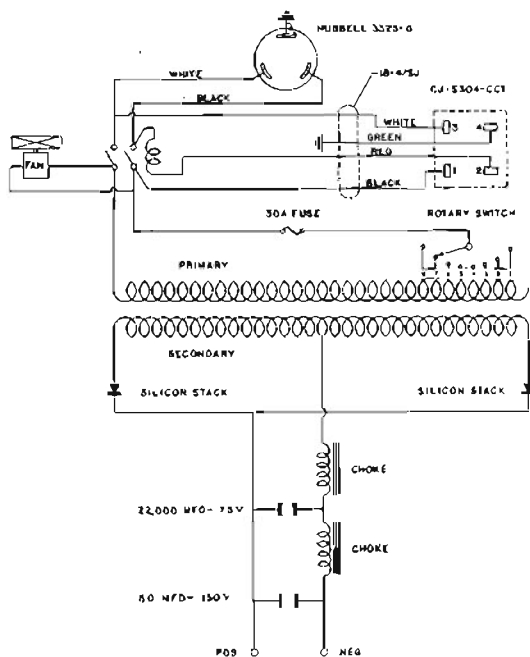 HUBBELL 3325-G
WHITE
BLACK
18-4/SJ
CJ-5304-CCT
WHITE
3
4
GREEN
RED
FAN
1
2
BLACK
30A FUSE
ROTARY SWITCH
PRIMARY
SECONDARY
SILICON STACK
SILICON STACK
CHOKE
22,000 MFD- 75V
CHOKE
50 MFD- 150V
POS
NEG